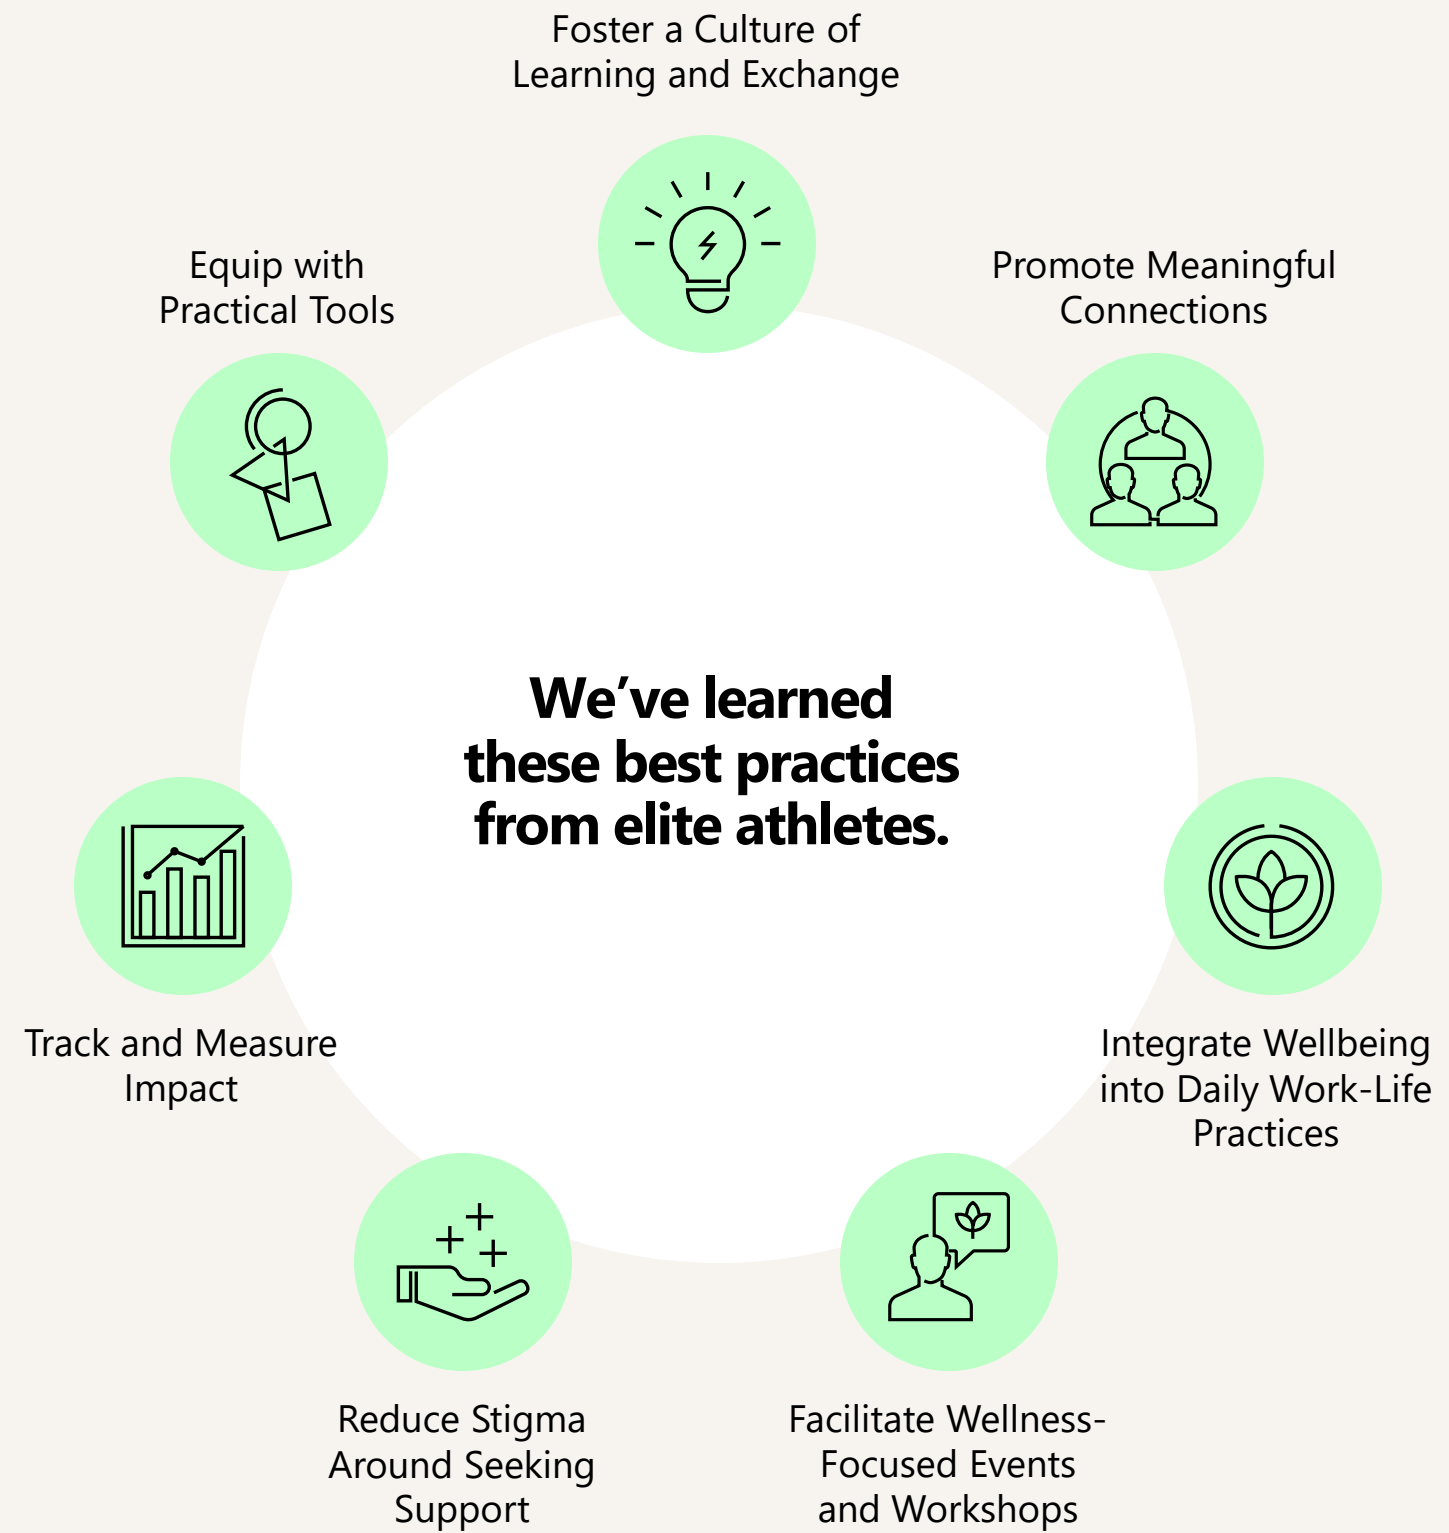 Foster a Culture of
Learning and Exchange
Equip with
Practical Tools
Promote Meaningful
Connections
We’ve learned
these best practices
from elite athletes.
Track and Measure
Impact
Integrate Wellbeing
into Daily Work-Life
Practices
Reduce Stigma
Around Seeking
Support
Facilitate Wellness-
Focused Events
and Workshops